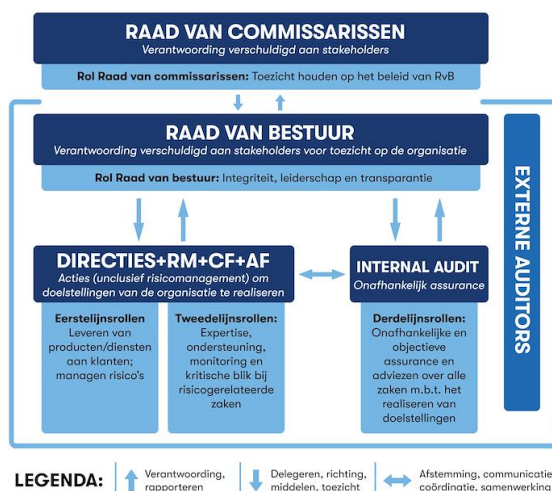 RAAD VAN COMMISSARISSEN
Verantwoording verschuldigd aan stakeholders
Rol Raad van commissarissen: Toezicht houden op het beleid van RvB
RAAD VAN BESTUUR
Verantwoording verschuldigd aan stakeholders voor toezicht op de organisatie
Rol Raad van bestuur: Integriteit, leiderschap en transparantie
DIRECTIES+RM+CF+AF
Acties (unclusief risicomanagement) om
doelstellingen van de organisatie te realiseren
Eerstelijnsrollen
Leveren van
producten/diensten
aan klanten;
managen risico's
Tweedelijnsrollen:
Expertise,
ondersteuning,
monitoring en
kritische blik bij
risicogerelateerde
zaken
INTERNAL AUDIT
Onafhankelijk assurance
Derdelijnsrollen:
Onafhankelijke en
objectieve
assurance en
adviezen over alle
zaken m.b.t. het
realiseren van
doelstellingen
EXTERNE AUDITORS
LEGENDA:
Verantwoording,
rapporteren
Delegeren, richting,
middelen, toezicht
Afstemming, communicatie
coördinatie, samenwerking